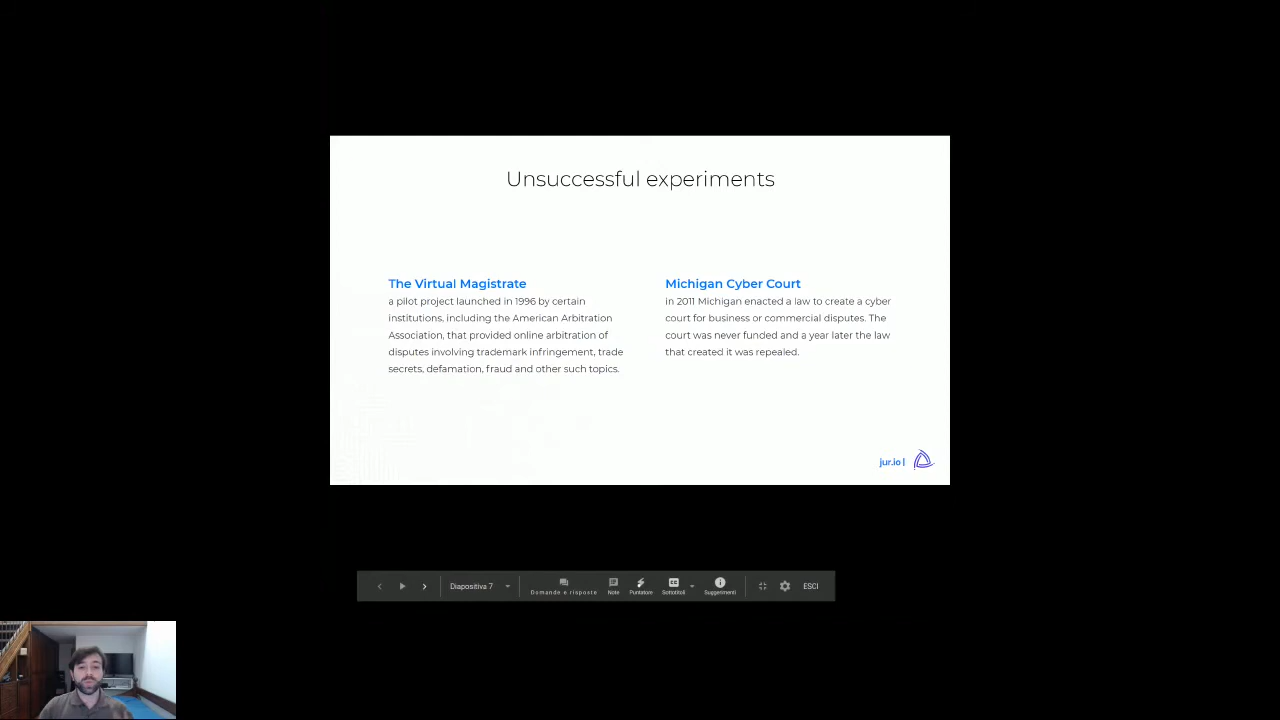 Unsuccessful experiments
The Virtual Magistrate
a pilot project launched in 1996 by certain
institutions, including the American Arbitration
Association, that provided online arbitration of
disputes involving trademark infringement, trade
secrets, defamation, fraud and other such topics.
Michigan Cyber Court
in 2011 Michigan enacted a law to create a cyber
court for business or commercial disputes. The
court was never funded and a year later the law
that created it was repealed.
jur.io |
Diapositiva 7
Domande e risposte
Note
Puntatore
Sottotitoli
Suggerimenti
ESCI